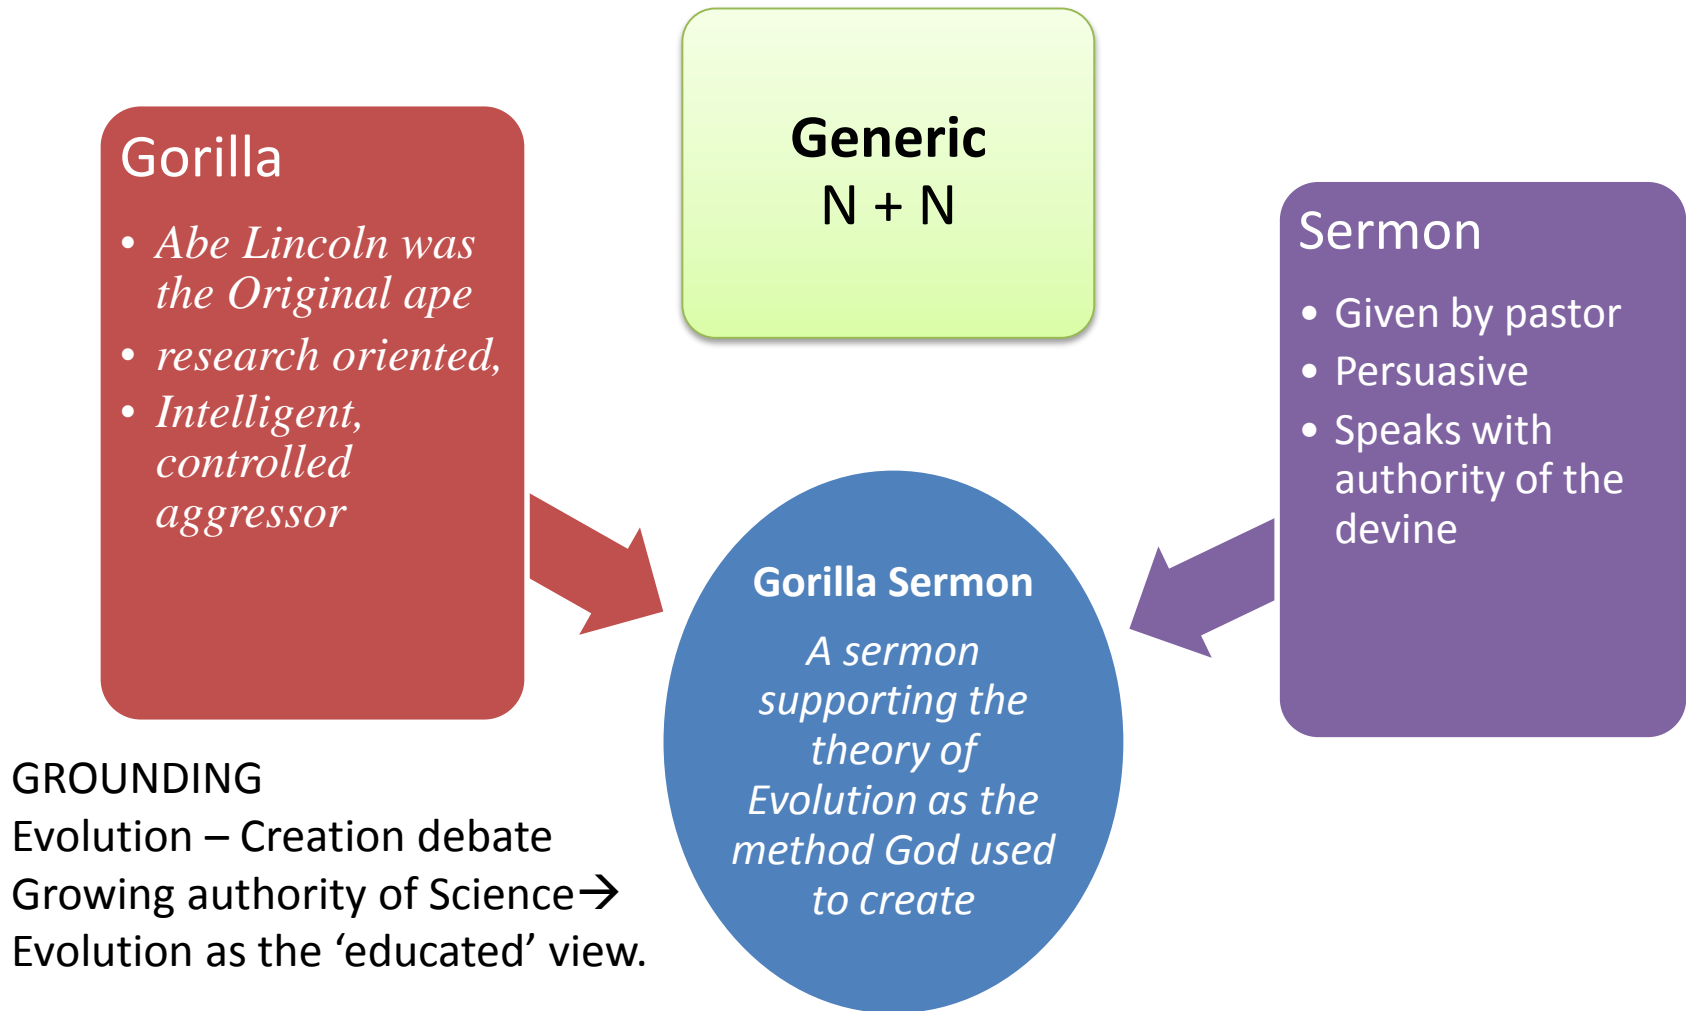 Generic
N + N
Gorilla
• Abe Lincoln was
the Original ape
• research oriented,
• Intelligent,
controlled
aggressor
Sermon
• Given by pastor
• Persuasive
• Speaks with
authority of the
devine
Gorilla Sermon
A sermon
supporting the
theory of
Evolution as the
method God used
to create
GROUNDING
Evolution – Creation debate
Growing authority of Science→
Evolution as the ‘educated’ view.